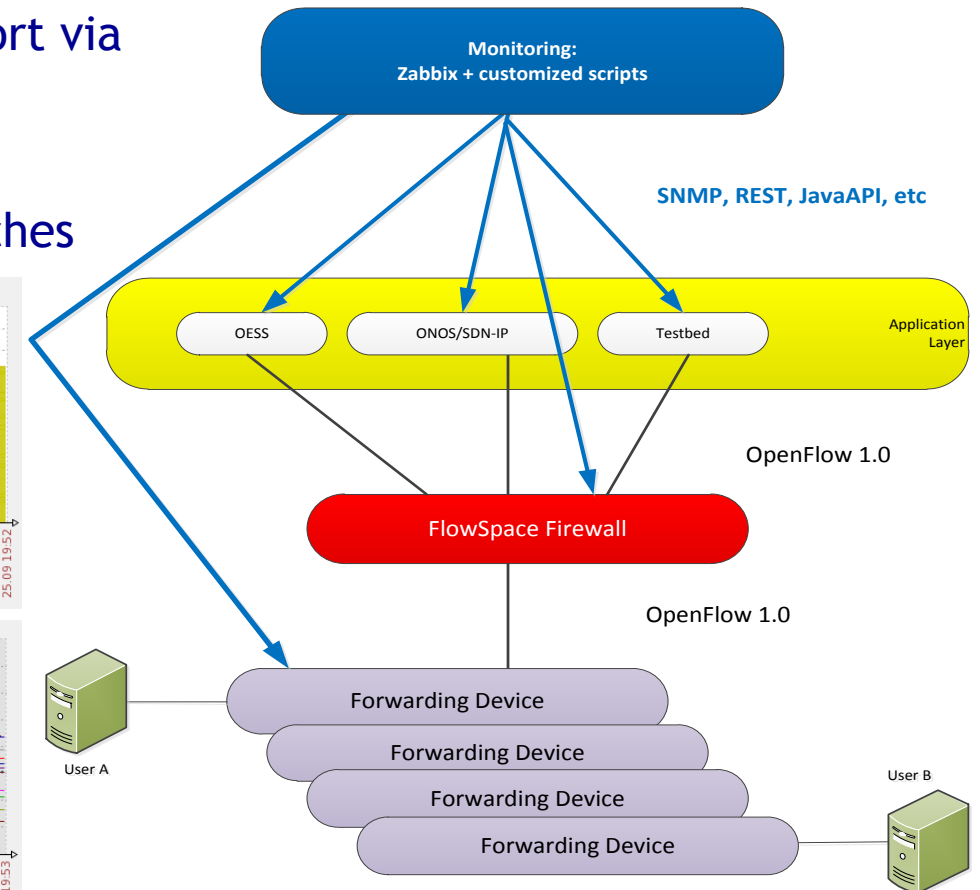 ort via
Monitoring:
Zabbix + customized scripts
SNMP, REST, JavaAPI, etc
ches
OESS
ONOS/SDN-IP
Testbed
Application
Layer
OpenFlow 1.0
FlowSpace Firewall
25.09 19:52
OpenFlow 1.0
Forwarding Device
User A
Forwarding Device
Forwarding Device
User B
Forwarding Device
19:53